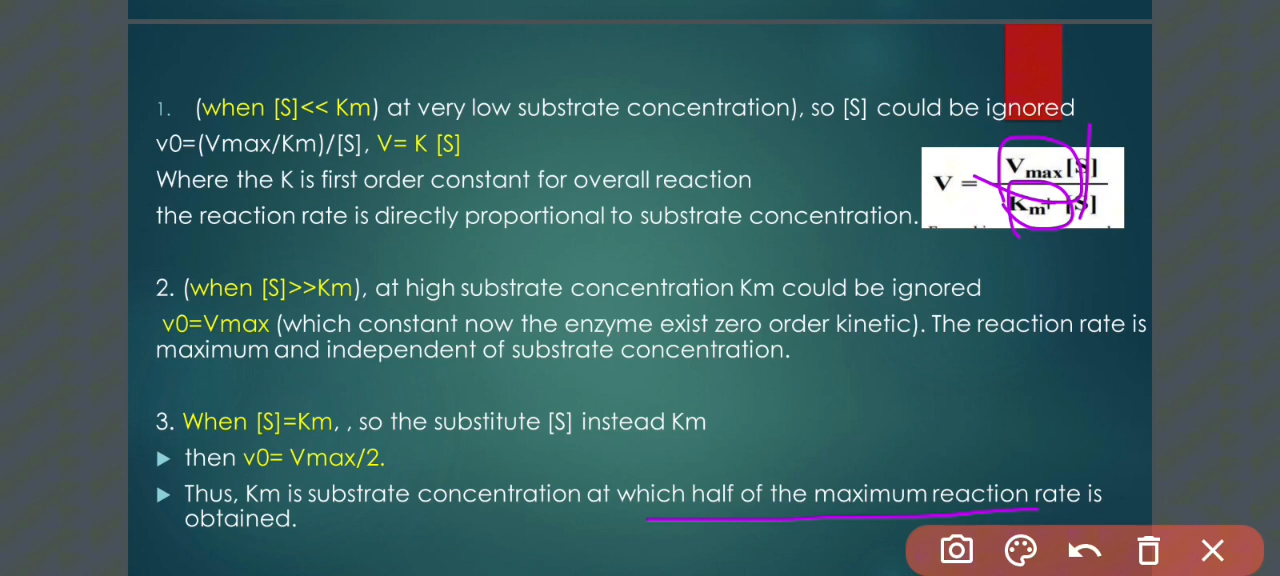 1. (when [S]<< Km) at very low substrate concentration), so [S] could be ignored
v0=(Vmax/Km)/[S], V= K [S]
Where the K is first order constant for overall reaction
the reaction rate is directly proportional to substrate concentration.
V = Vmax[S]
Km+ [S]
2. (when [S]>>Km), at high substrate concentration Km could be ignored
v0=Vmax (which constant now the enzyme exist zero order kinetic). The reaction rate is
maximum and independent of substrate concentration.
3. When [S]=Km, , so the substitute [S] instead Km
▶ then v0= Vmax/2.
▶ Thus, Km is substrate concentration at which half of the maximum reaction rate is
obtained.